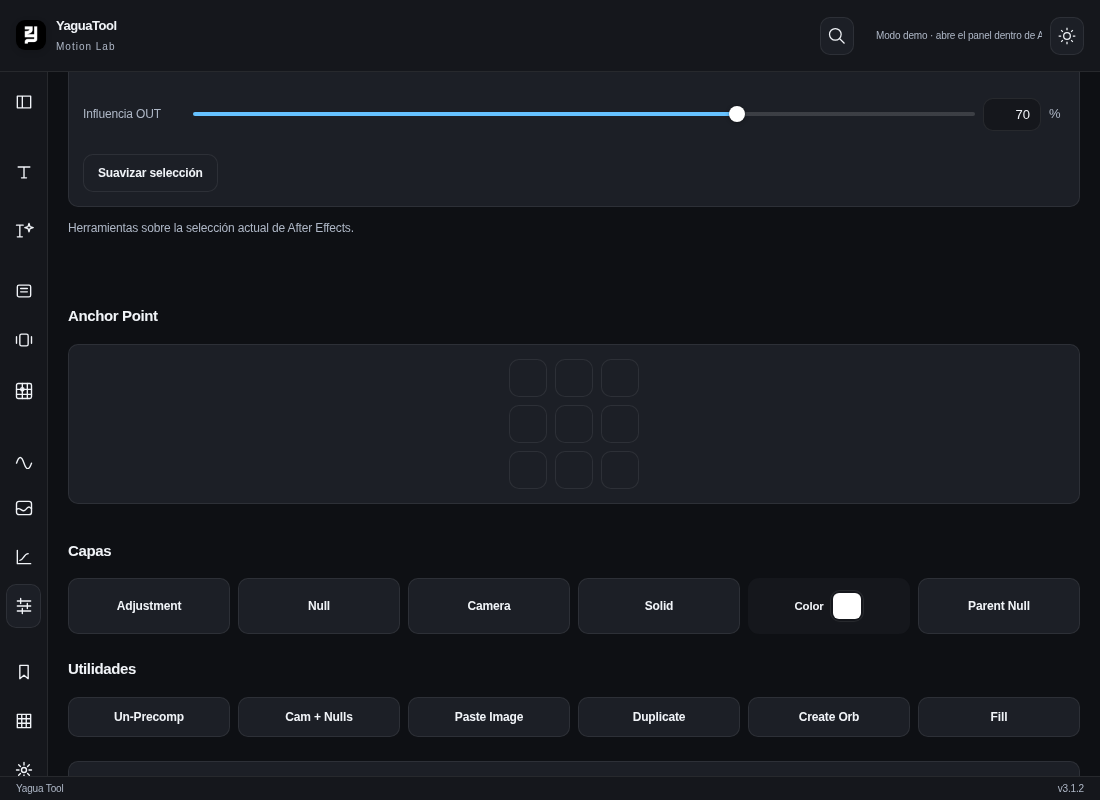 YaguaTool
Motion Lab
Modo demo · abre el panel dentro de A
Influencia OUT
70 %
Suavizar selección
Herramientas sobre la selección actual de After Effects.
Anchor Point
Capas
Adjustment
Null
Camera
Solid
Color
Parent Null
Utilidades
Un-Precomp
Cam + Nulls
Paste Image
Duplicate
Create Orb
Fill
Yagua Tool
v3.1.2